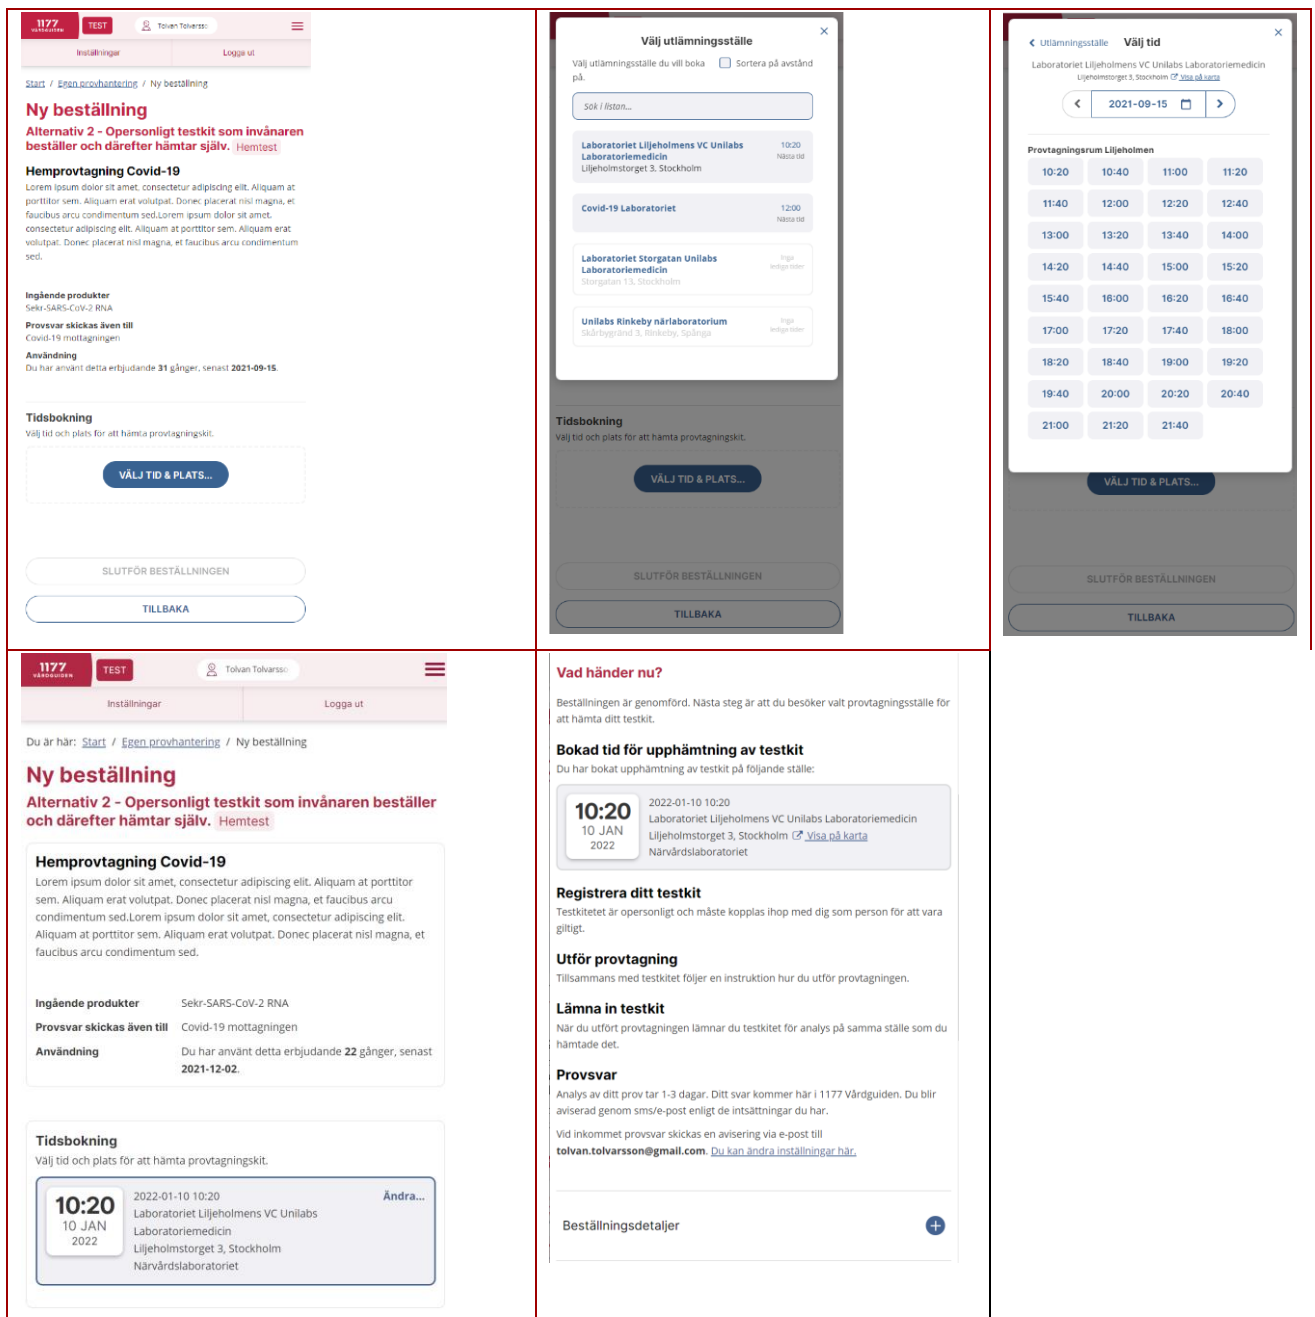 1177
VÅRDGUIDEN
TEST
Tolvan Tolversso
Inställningar
Logga ut
Start / Egen provhantering / Ny beställning
Ny beställning
Alternativ 2 - Opersonligt testkit som invånaren
beställer och därefter hämtar själv. Hemtest
Hemprovtagning Covid-19
Lorem ipsum dolor sit amet, consectetur adipiscing elit. Aliquam at
porttitor sem. Aliquam erat volutpat. Donec placerat nisl magna, et
faucibus arcu condimentum sed.Lorem ipsum dolor sit amet,
consectetur adipiscing elit. Aliquam at porttitor sem. Aliquam erat
volutpat. Donec placerat nisl magna, et faucibus arcu condimentum
sed.
Ingående produkter
Sekr-SARS-CoV-2 RNA
Provsvar skickas även till
Covid-19 mottagningen
Användning
Du har använt detta erbjudande 31 gånger, senast 2021-09-15.
Tidsbokning
Välj tid och plats för att hämta provtagningskit.
VÄLJ TID & PLATS...
SLUTFÖR BESTÄLLNINGEN
TILLBAKA
×
Välj utlämningsställe
Välj utlämningsställe du vill boka
på.
Sortera på avstånd
Sök i listan...
Laboratoriet Liljeholmens VC Unilabs
Laboratoriemedicin
Liljeholmstorget 3, Stockholm
10:20
Nästa tid
Covid-19 Laboratoriet
12:00
Nästa tid
Laboratoriet Storgatan Unilabs
Laboratoriemedicin
Storgatan 13, Stockholm
Inga
lediga tider
Unilabs Rinkeby närlaboratorium
Skårbygränd 3, Rinkeby, Spånga
Inga
lediga tider
Tidsbokning
Välj tid och plats för att hämta provtagningskit.
VÄLJ TID & PLATS...
SLUTFÖR BESTÄLLNINGEN
TILLBAKA
×
Utlämningsställe
Välj tid
Laboratoriet Liljeholmens VC Unilabs Laboratoriemedicin
Liljeholmstorget 3, Stockholm Visa på karta
2021-09-15
Provtagningsrum Liljeholmen
10:20 10:40 11:00 11:20
11:40 12:00 12:20 12:40
13:00 13:20 13:40 14:00
14:20 14:40 15:00 15:20
15:40 16:00 16:20 16:40
17:00 17:20 17:40 18:00
18:20 18:40 19:00 19:20
19:40 20:00 20:20 20:40
21:00 21:20 21:40
VÄLJ TID & PLATS...
SLUTFÖR BESTÄLLNINGEN
TILLBAKA
1177
VÅRDGUIDEN
TEST
Tolvan Tolvarsso
Inställningar
Logga ut
Du är här: Start / Egen provhantering / Ny beställning
Ny beställning
Alternativ 2 - Opersonligt testkit som invånaren beställer
och därefter hämtar själv. Hemtest
Hemprovtagning Covid-19
Lorem ipsum dolor sit amet, consectetur adipiscing elit. Aliquam at porttitor
sem. Aliquam erat volutpat. Donec placerat nisl magna, et faucibus arcu
condimentum sed.Lorem ipsum dolor sit amet, consectetur adipiscing elit.
Aliquam at porttitor sem. Aliquam erat volutpat. Donec placerat nisl magna, et
faucibus arcu condimentum sed.
Ingående produkter Sekr-SARS-CoV-2 RNA
Provsvar skickas även till Covid-19 mottagningen
Användning Du har använt detta erbjudande 22 gånger, senast
2021-12-02.
Tidsbokning
Välj tid och plats för att hämta provtagningskit.
10:20
10 JAN
2022
2022-01-10 10:20
Laboratoriet Liljeholmens VC Unilabs
Laboratoriemedicin
Liljeholmstorget 3, Stockholm
Närvårdslaboratoriet
Ändra...
Vad händer nu?
Beställningen är genomförd. Nästa steg är att du besöker valt provtagningsställe för
att hämta ditt testkit.
Bokad tid för upphämtning av testkit
Du har bokat upphämtning av testkit på följande ställe:
10:20
10 JAN
2022
2022-01-10 10:20
Laboratoriet Liljeholmens VC Unilabs Laboratoriemedicin
Liljeholmstorget 3, Stockholm Visa på karta
Närvårdslaboratoriet
Registrera ditt testkit
Testkitetet är opersonligt och måste kopplas ihop med dig som person för att vara
giltigt.
Utför provtagning
Tillsammans med testkitet följer en instruktion hur du utför provtagningen.
Lämna in testkit
När du utfört provtagningen lämnar du testkitet för analys på samma ställe som du
hämtade det.
Provsvar
Analys av ditt prov tar 1-3 dagar. Ditt svar kommer här i 1177 Vårdguiden. Du blir
aviserad genom sms/e-post enligt de intsättningar du har.
Vid inkommet provsvar skickas en avisering via e-post till
tolvan.tolvarsson@gmail.com. Du kan ändra inställningar här.
Beställningsdetaljer